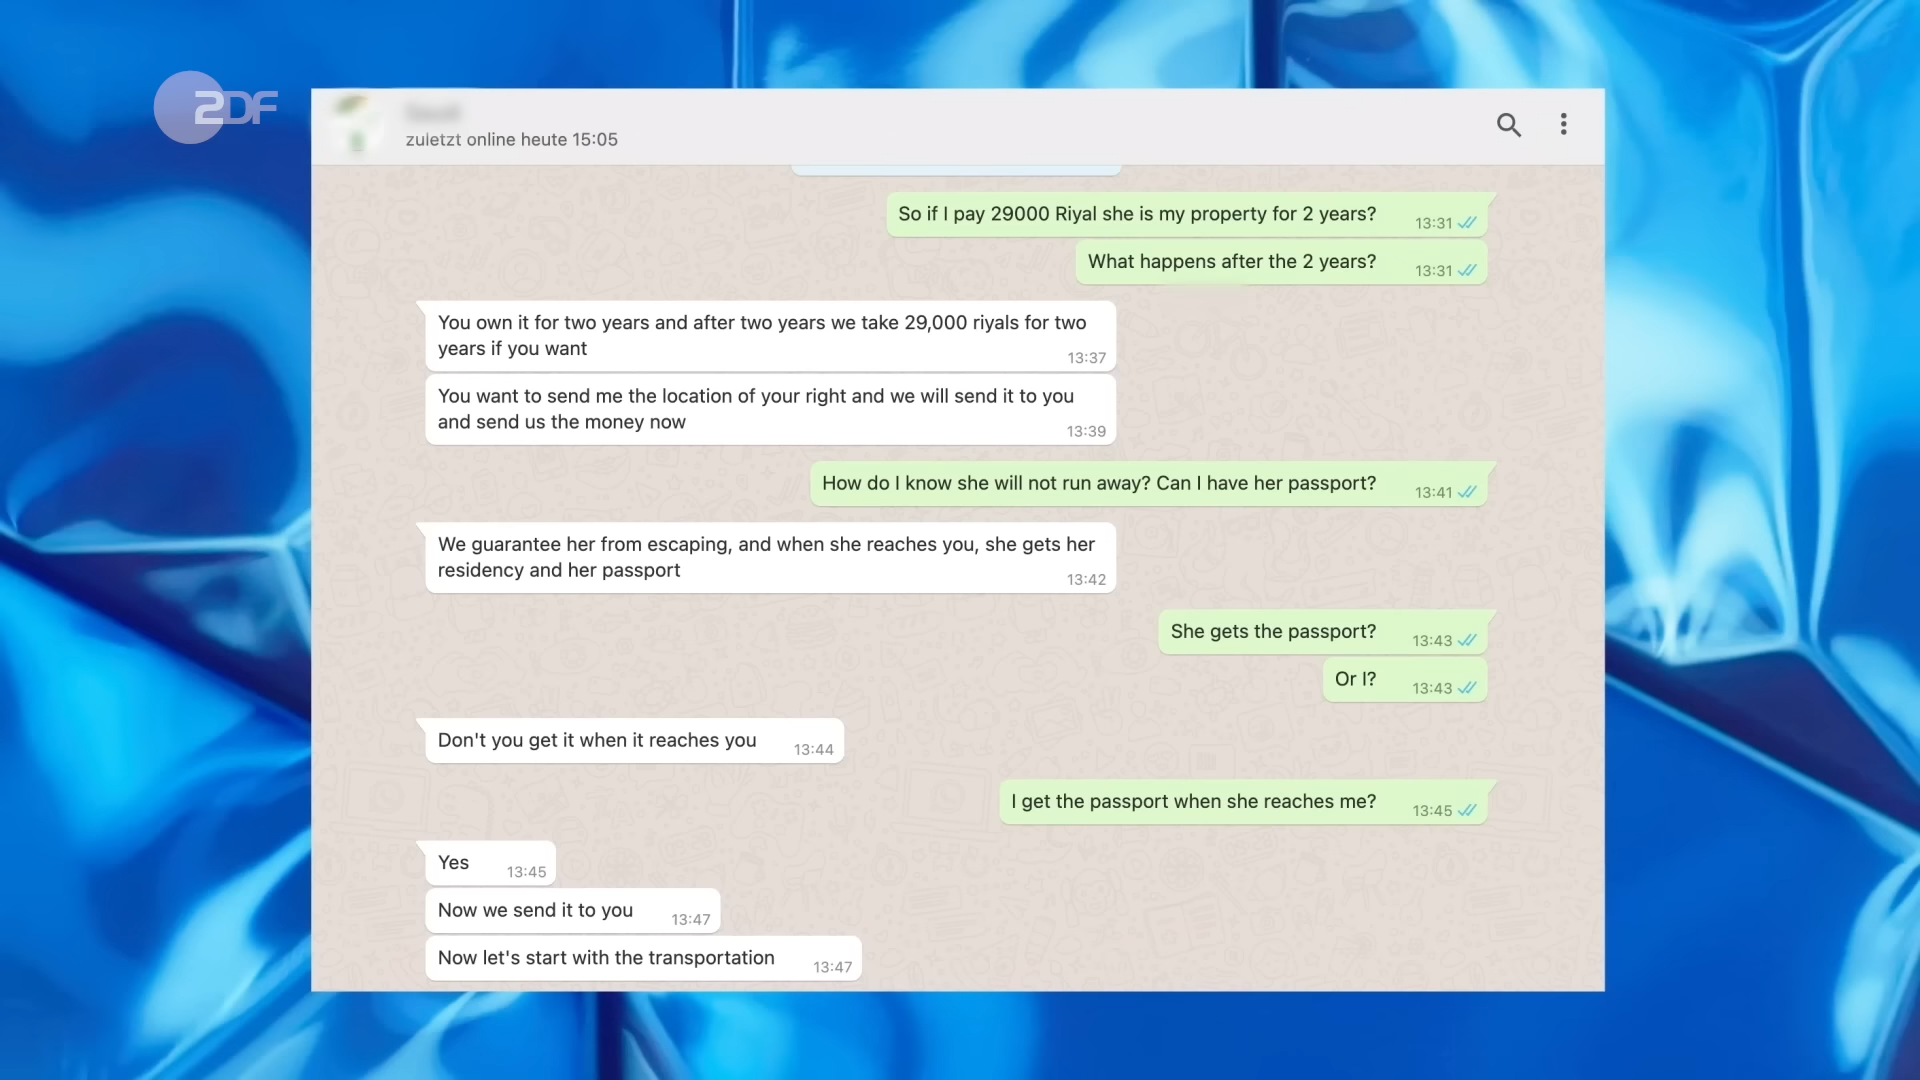 ZDF
zuletzt online heute 15:05
So if I pay 29000 Riyal she is my property for 2 years? 13:31
What happens after the 2 years? 13:31
You own it for two years and after two years we take 29,000 riyals for two
years if you want 13:37
You want to send me the location of your right and we will send it to you
and send us the money now 13:39
How do I know she will not run away? Can I have her passport? 13:41
We guarantee her from escaping, and when she reaches you, she gets her
residency and her passport 13:42
She gets the passport? 13:43
Or I? 13:43
Don't you get it when it reaches you 13:44
I get the passport when she reaches me? 13:45
Yes 13:45
Now we send it to you 13:47
Now let's start with the transportation 13:47